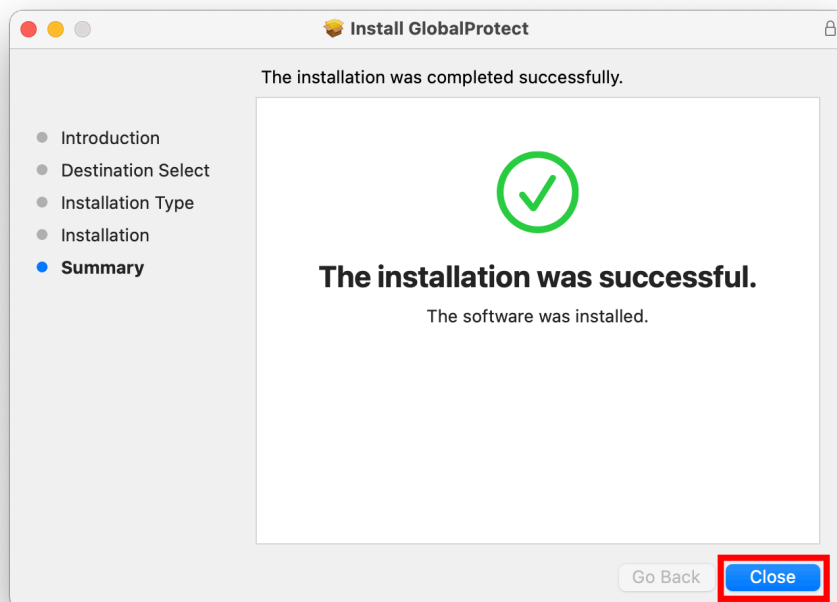 Install GlobalProtect
The installation was completed successfully.
Introduction
Destination Select
Installation Type
Installation
Summary
The installation was successful.
The software was installed.
Go Back
Close